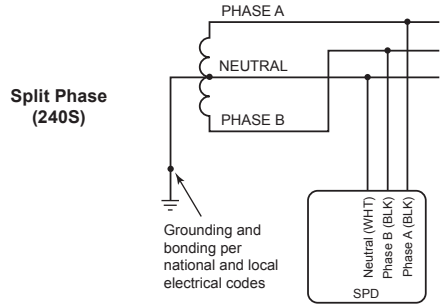 PHASE A
NEUTRAL
Split Phase
(240S)
PHASE B
Grounding and
bonding per
national and local
electrical codes
Neutral (WHT)
Phase B (BLK)
Phase A (BLK)
SPD